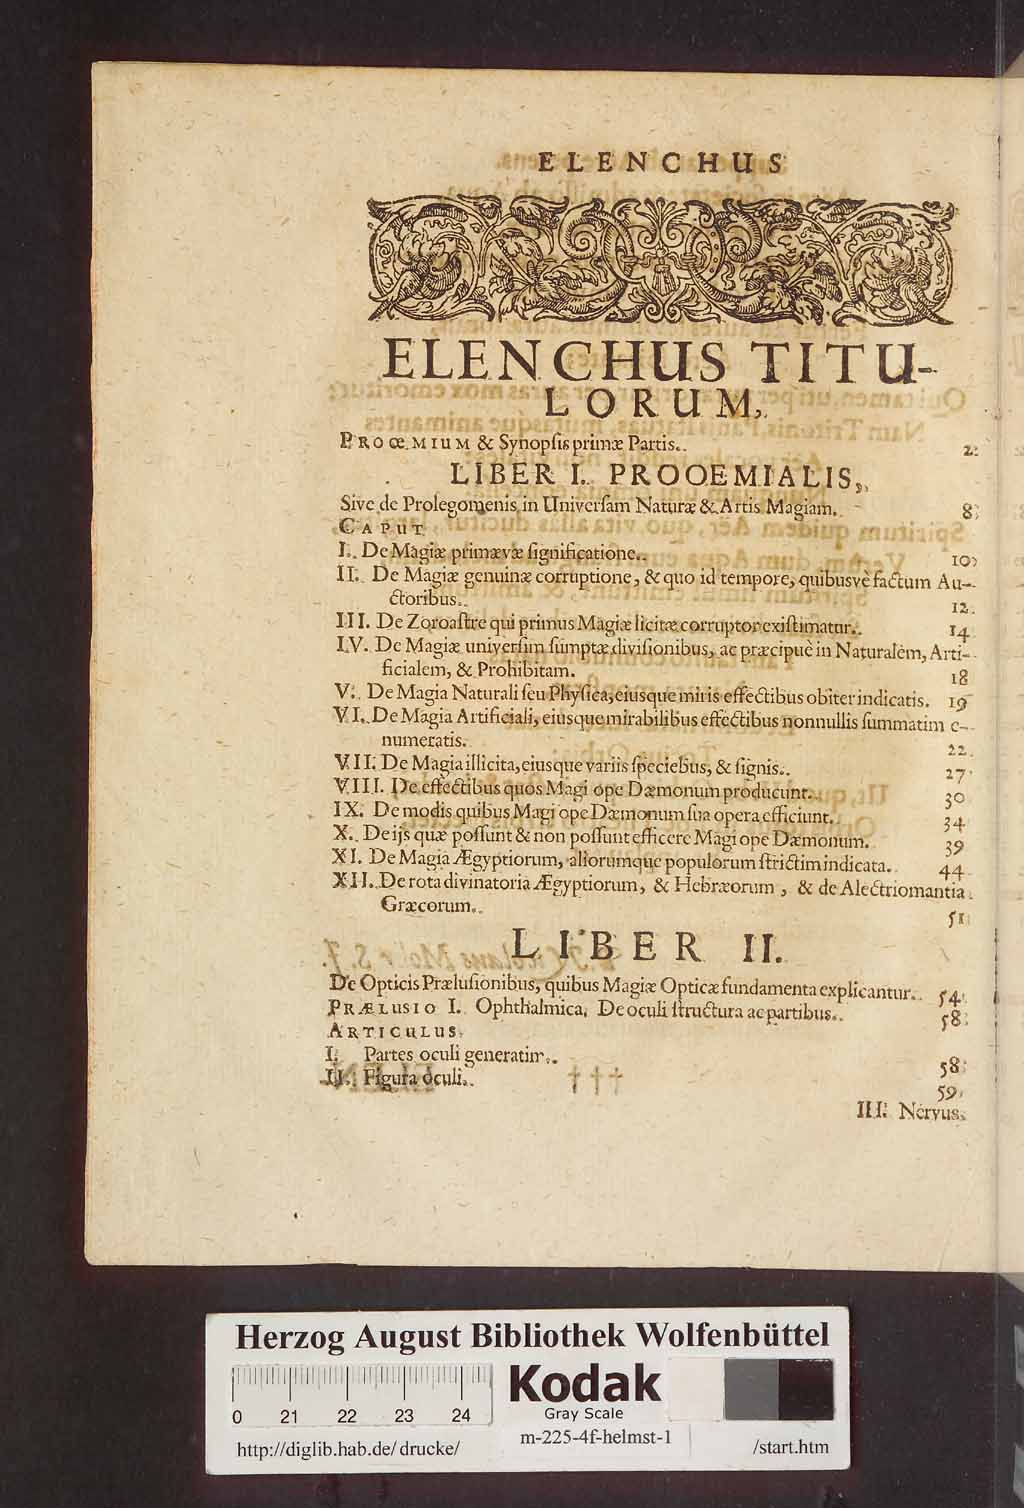 ELENCHUS
ELENCHUS TITU-
LORUM,
PROOEMIUM & Synopſis primæ Partis. 2
LIBER I. PROOEMIALIS,
Sive de Prolegomenis in Univerſam Naturæ & Artis Magiam. 8
CAPUT
I. De Magiæ primævæ ſignificatione. 10
II. De Magiæ genuinæ corruptione, & quo id tempore, quibusvè factum Au-
ctoribus. 12
III. De Zoroaſtre qui primus Magiæ licitæ corruptor exiſtimatur. 14
IV. De Magiæ univerſim ſumptæ diviſionibus, ac præcipuè in Naturalem, Arti-
ficialem, & Prohibitam. 18
V. De Magia Naturali ſeu Phyſica, eiusque miris effectibus obiter indicatis. 19
VI. De Magia Artificiali, eiusque mirabilibus effectibus nonnullis ſummatim e-
numeratis. 22
VII. De Magia illicita, eiusque variis ſpeciebus, & ſignis. 27
VIII. De effectibus quos Magi ope Dæmonum producunt. 30
IX. De modis quibus Magi ope Dæmonum ſua opera efficiunt. 34
X. De ijs quæ poſſunt & non poſſunt efficere Magi ope Dæmonum. 39
XI. De Magia Ægyptiorum, aliorumque populorum ſtrictim indicata. 44
XII. De rota divinatoria Ægyptiorum, & Hebræorum, & de Alectriomantia
Græcorum. 51
LIBER II.
De Opticis Præluſionibus, quibus Magiæ Opticæ fundamenta explicantur. 54
PRÆLUSIO I. Ophthalmica, De oculi ſtructura ac partibus. 58
ARTICULUS
I. Partes oculi generatim. 58
II. Figura oculi. 59
††† 
III. Nervus
Herzog August Bibliothek Wolfenbüttel
0 21 22 23 24
Kodak
Gray Scale
http://diglib.hab.de/drucke/ m-225-4f-helmst-1 /start.htm